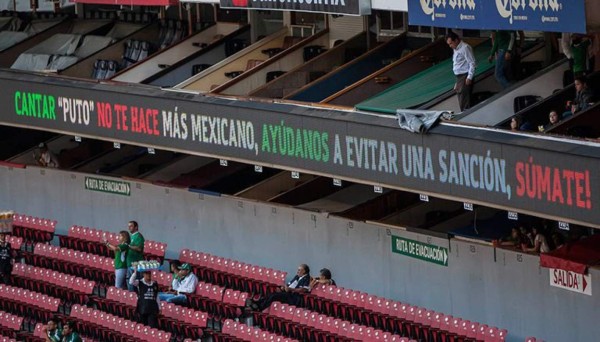 Corona Corona
CANTAR "PUTO" NO TE HACE MÁS MEXICANO, AYÚDANOS A EVITAR UNA SANCIÓN, SÚMATE!
RUTA DE EVACUACIÓN
RUTA DE EVACUACIÓN
SALIDA
SALIDA